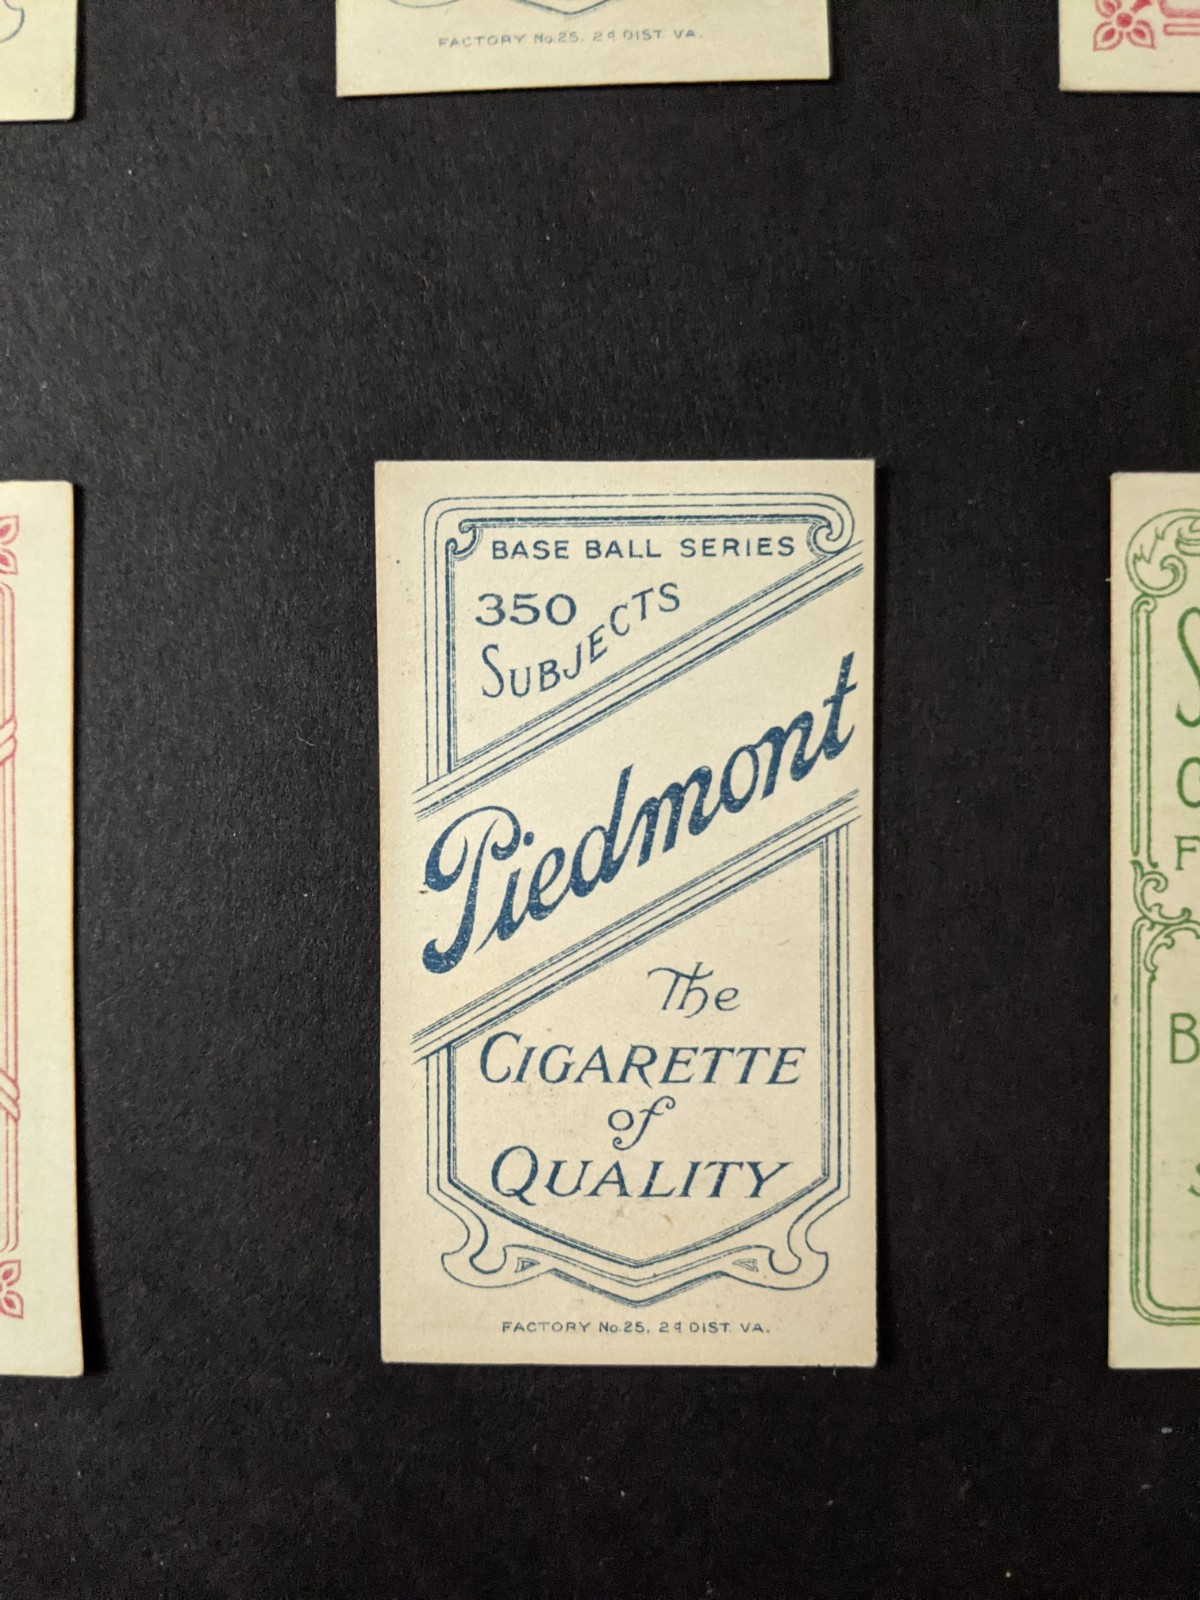 FACTORY No.25. 2d DIST. VA.
BASE BALL SERIES
350
SUBJECTS
Piedmont
The
CIGARETTE
of
QUALITY
FACTORY No.25. 2d DIST. VA.